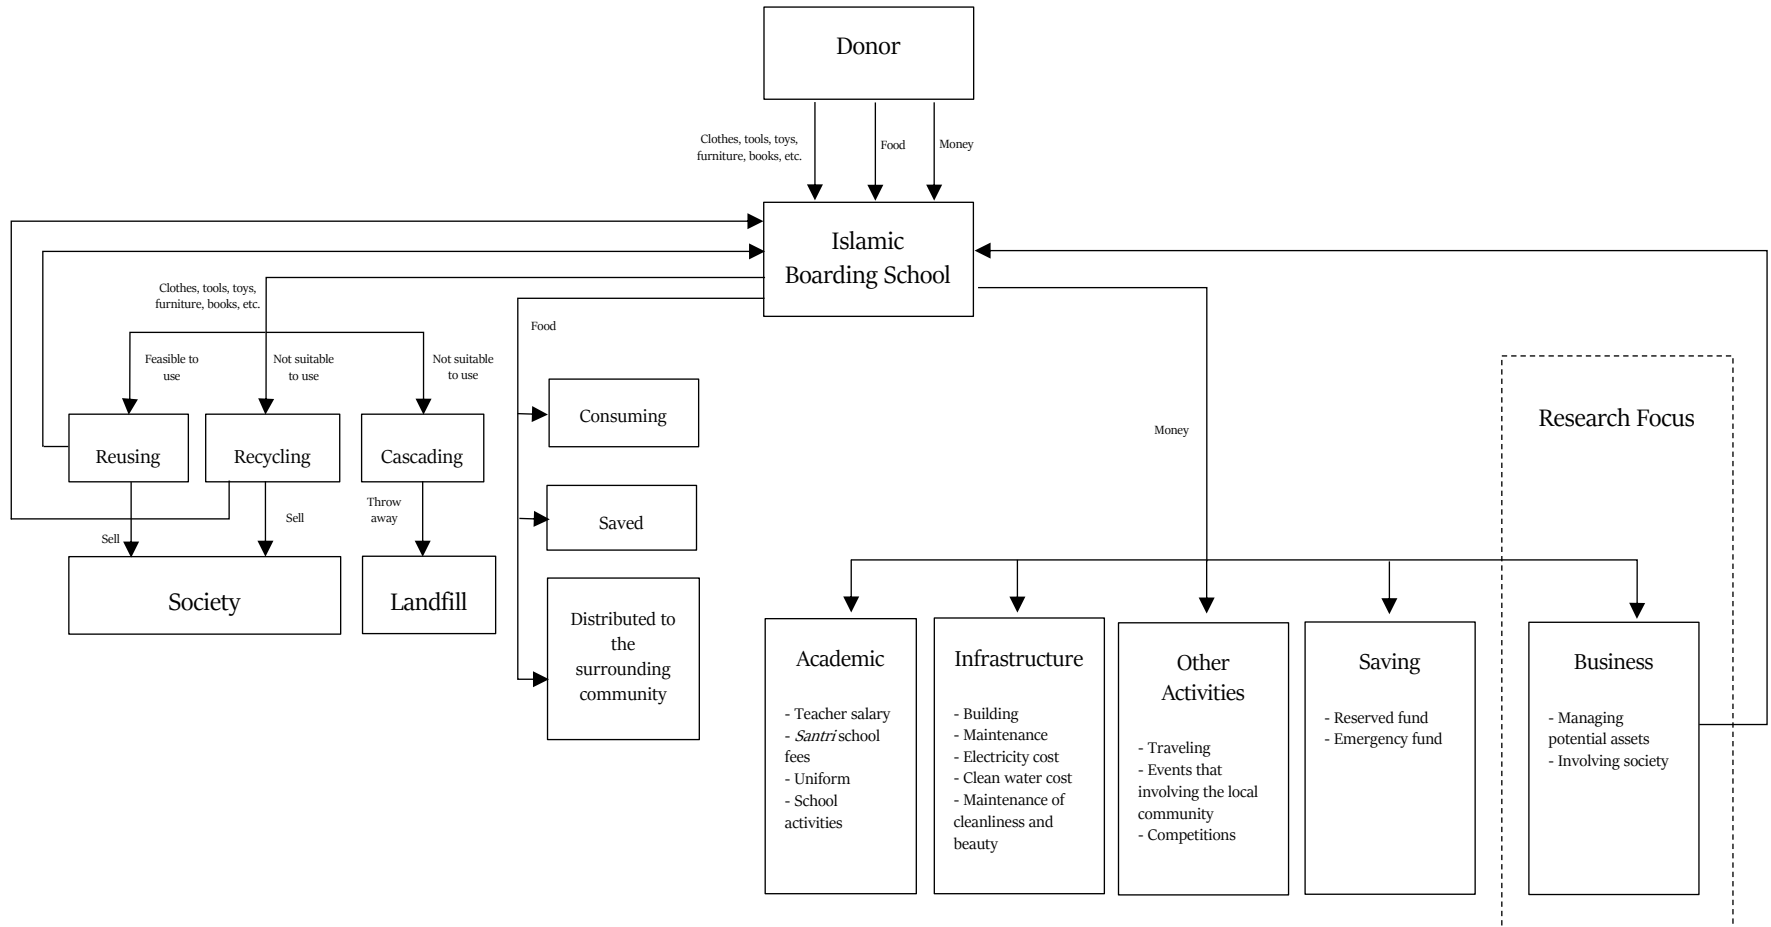 Donor
Clothes, tools, toys,
furniture, books, etc.
Food
Money
Islamic
Boarding School
Clothes, tools, toys,
furniture, books, etc.
Food
Feasible to
use
Not suitable
to use
Not suitable
to use
Reusing
Recycling
Cascading
Sell
Sell
Throw
away
Society
Landfill
Consuming
Saved
Distributed to
the
surrounding
community
Money
Research Focus
Academic
- Teacher salary
- Santri school
fees
- Uniform
- School
activities
Infrastructure
- Building
- Maintenance
- Electricity cost
- Clean water cost
- Maintenance of
cleanliness and
beauty
Other
Activities
- Traveling
- Events that
involving the local
community
- Competitions
Saving
- Reserved fund
- Emergency fund
Business
- Managing
potential assets
- Involving society